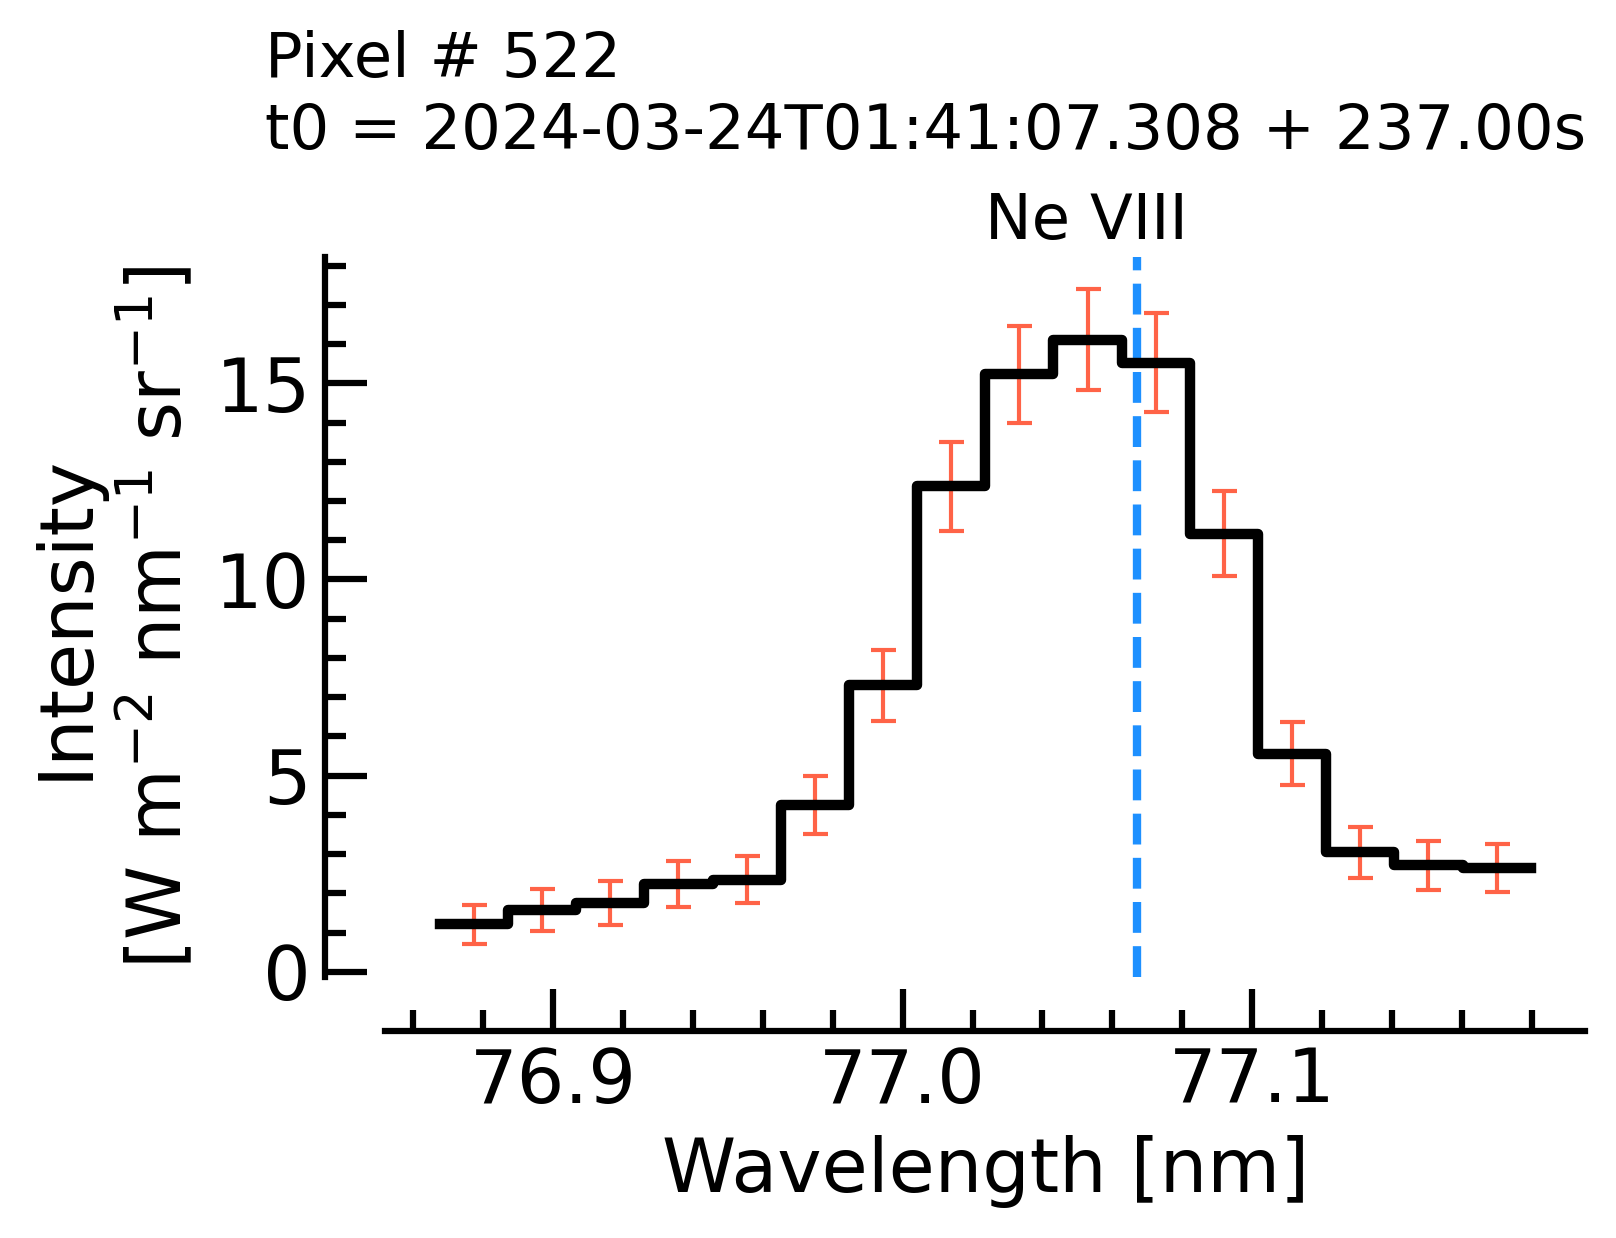 Pixel # 522
t0 = 2024-03-24T01:41:07.308 + 237.00s
Ne VIII
Intensity
[W m⁻² nm⁻¹ sr⁻¹]
15
10
5
0
76.9 77.0 77.1
Wavelength [nm]